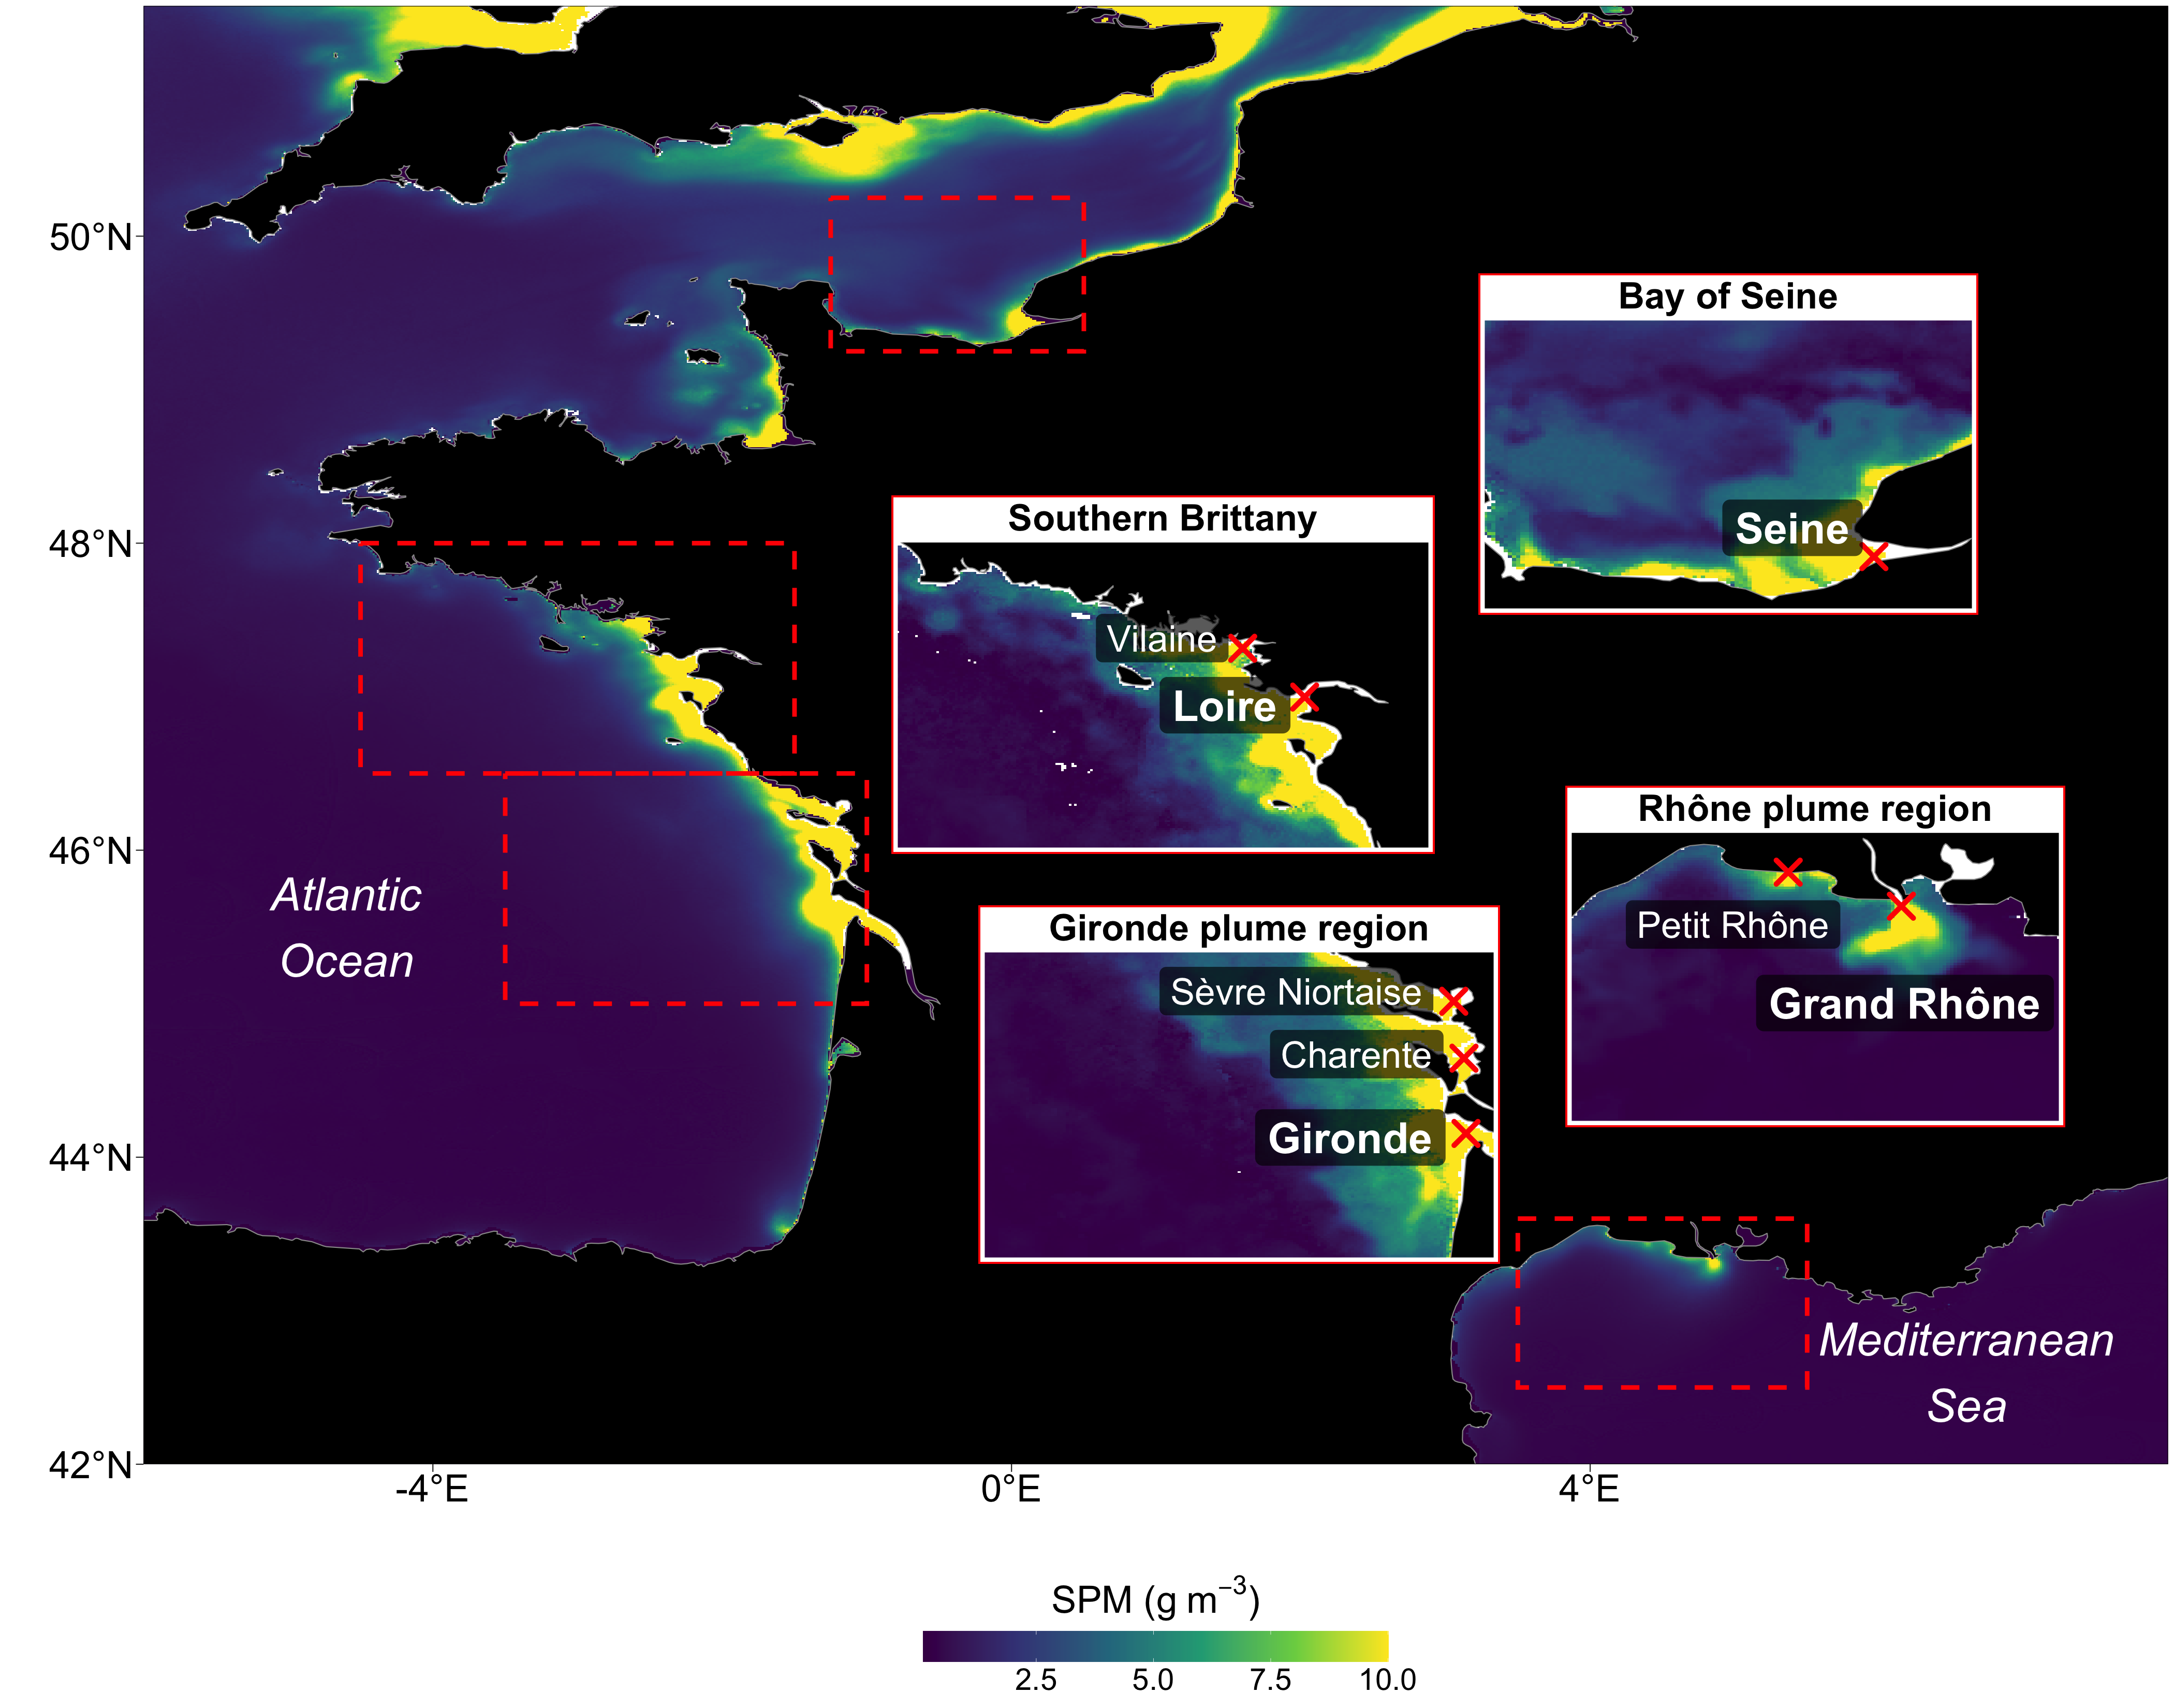 50°N
48°N
46°N
44°N
42°N
-4°E
0°E
4°E
Atlantic
Ocean
Mediterranean
Sea
Bay of Seine
Seine
Southern Brittany
Vilaine
Loire
Gironde plume region
Sèvre Niortaise
Charente
Gironde
Rhône plume region
Petit Rhône
Grand Rhône
SPM (g m⁻³)
2.5 5.0 7.5 10.0